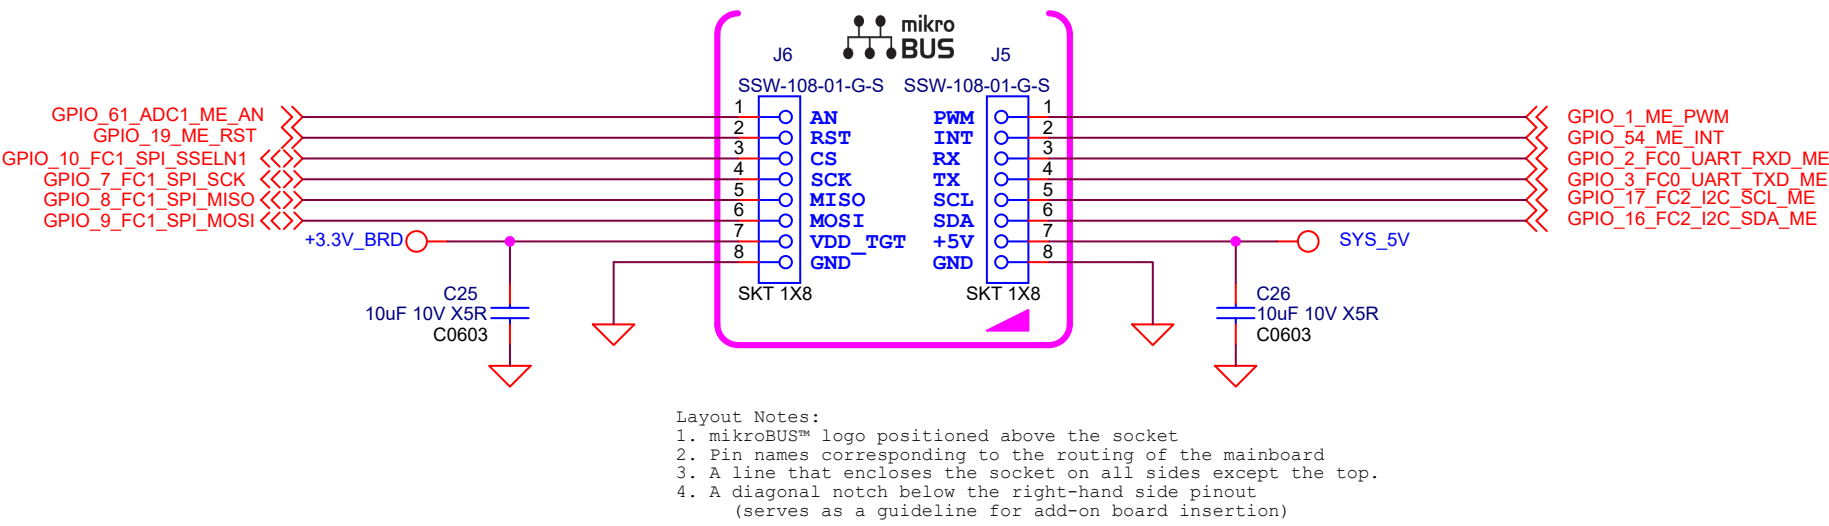 mikro
BUS
J6
J5
SSW-108-01-G-S
SSW-108-01-G-S
GPIO_61_ADC1_ME_AN 1 AN
GPIO_19_ME_RST 2 RST
GPIO_10_FC1_SPI_SSELN1 3 CS
GPIO_7_FC1_SPI_SCK 4 SCK
GPIO_8_FC1_SPI_MISO 5 MISO
GPIO_9_FC1_SPI_MOSI 6 MOSI
+3.3V_BRD 7 VDD_TGT
8 GND
SKT 1X8
PWM 1 GPIO_1_ME_PWM
INT 2 GPIO_54_ME_INT
RX 3 GPIO_2_FC0_UART_RXD_ME
TX 4 GPIO_3_FC0_UART_TXD_ME
SCL 5 GPIO_17_FC2_I2C_SCL_ME
SDA 6 GPIO_16_FC2_I2C_SDA_ME
+5V 7 SYS_5V
GND 8
SKT 1X8
C25
10uF 10V X5R
C0603
C26
10uF 10V X5R
C0603
Layout Notes:
1. mikroBUS™ logo positioned above the socket
2. Pin names corresponding to the routing of the mainboard
3. A line that encloses the socket on all sides except the top.
4. A diagonal notch below the right-hand side pinout
(serves as a guideline for add-on board insertion)